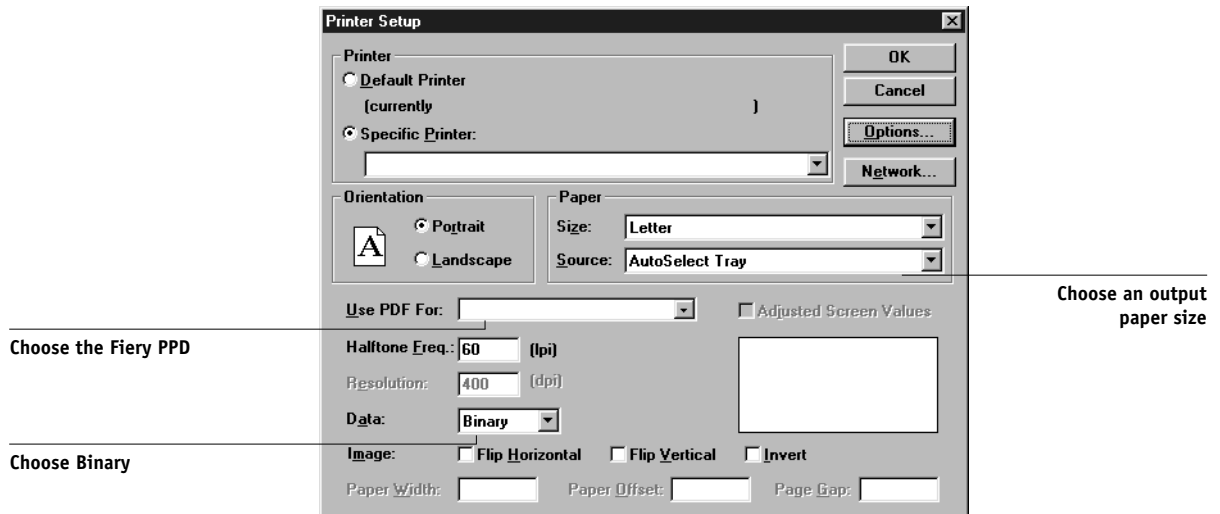 Printer Setup
Printer
Default Printer
(currently )
Specific Printer:
OK
Cancel
Options...
Network...
Orientation
A
Portrait
Landscape
Paper
Size: Letter
Source: AutoSelect Tray
Choose an output
paper size
Use PDF For:
Adjusted Screen Values
Choose the Fiery PPD
Halftone Freq.: 60 (lpi)
Resolution: 400 (dpi)
Data: Binary
Choose Binary
Image: Flip Horizontal Flip Vertical Invert
Paper Width: Paper Offset: Page Gap: